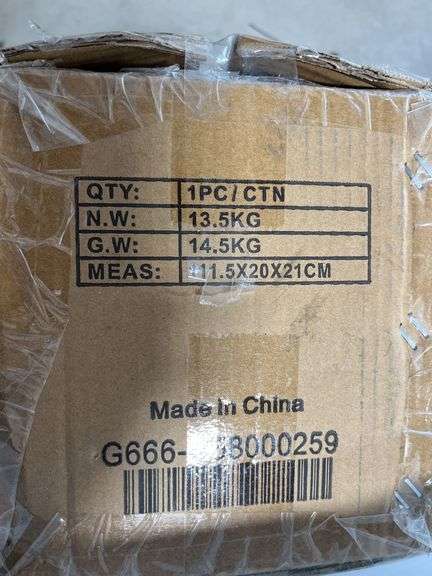 QTY: 1PC/CTN
N.W: 13.5KG
G.W: 14.5KG
MEAS:
Made In China